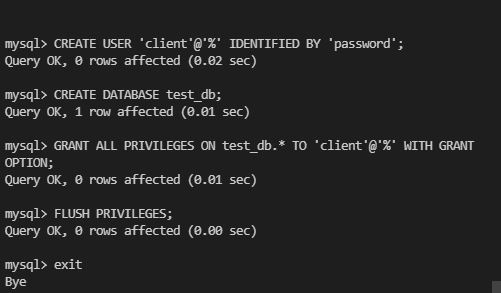 mysql> CREATE USER 'client'@'%' IDENTIFIED BY 'password';
Query OK, 0 rows affected (0.02 sec)
mysql> CREATE DATABASE test_db;
Query OK, 1 row affected (0.01 sec)
mysql> GRANT ALL PRIVILEGES ON test_db.* TO 'client'@'%' WITH GRANT
OPTION;
Query OK, 0 rows affected (0.01 sec)
mysql> FLUSH PRIVILEGES;
Query OK, 0 rows affected (0.00 sec)
mysql> exit
Bye